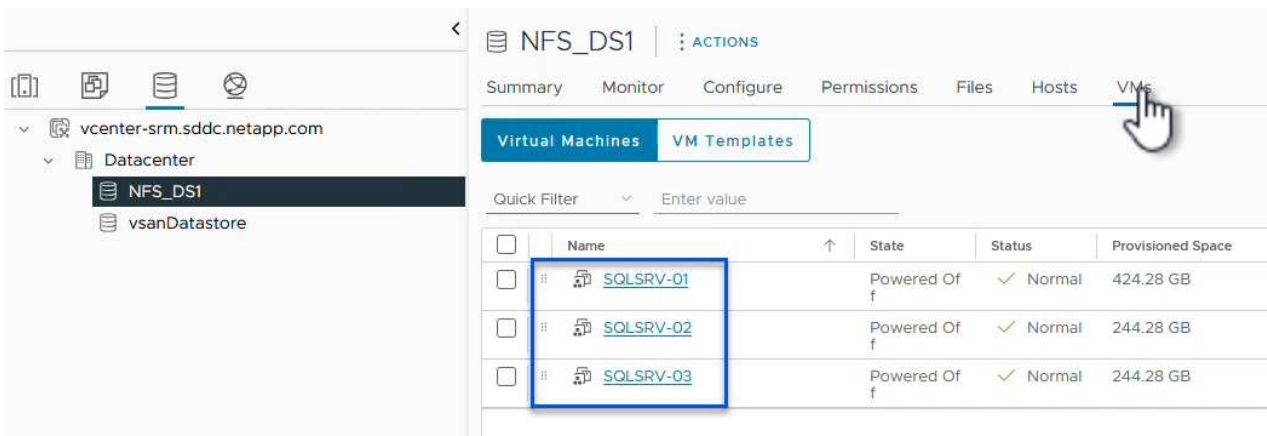 NFS_DS1
ACTIONS
Summary Monitor Configure Permissions Files Hosts VMs
vcenter-srm.sddc.netapp.com
Datacenter
NFS_DS1
vsanDatastore
Virtual Machines VM Templates
Quick Filter Enter value
Name State Status Provisioned Space
SQLSRV-01 Powered Of Normal 424.28 GB
f
SQLSRV-02 Powered Of Normal 244.28 GB
f
SQLSRV-03 Powered Of Normal 244.28 GB
f